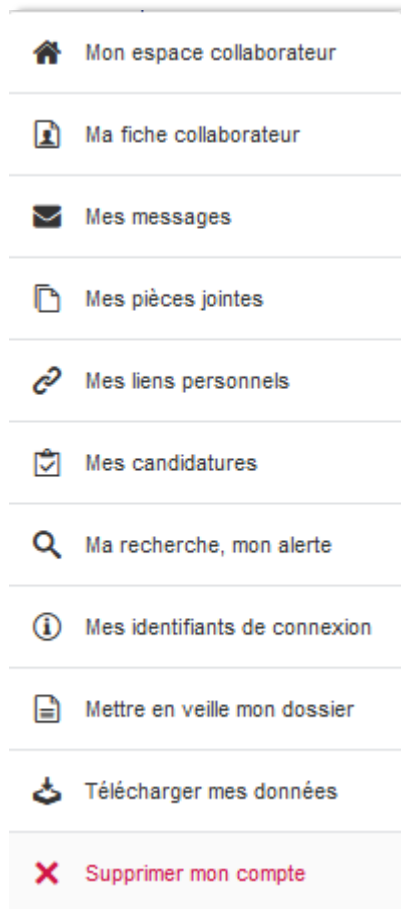 Mon espace collaborateur
Ma fiche collaborateur
Mes messages
Mes pièces jointes
Mes liens personnels
Mes candidatures
Ma recherche, mon alerte
Mes identifiants de connexion
Mettre en veille mon dossier
Télécharger mes données
Supprimer mon compte